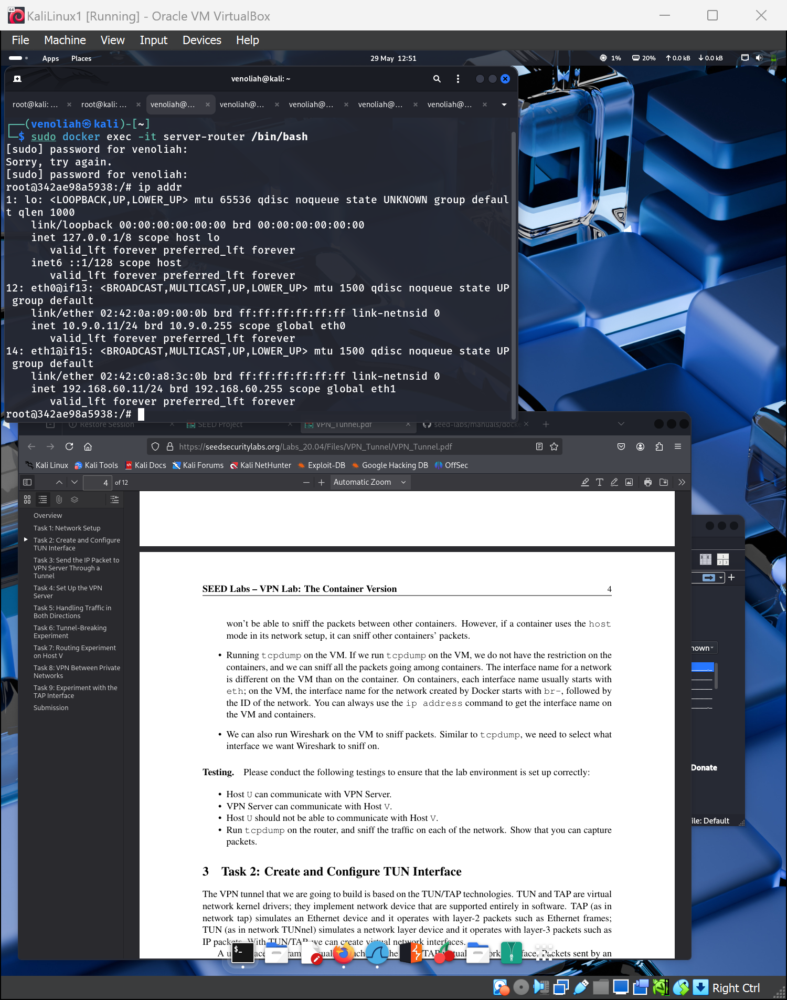 KaliLinux1 [Running] - Oracle VM VirtualBox
File Machine View Input Devices Help
Apps Places 29 May 12:51 1% 20% 0.0 kB 0.0 kB
venoliah@kali: ~
root@kali: ... root@kali: ... venoliah@... venoliah@... venoliah@... venoliah@... venoliah@...
(venoliah㉿kali)-[~]
$ sudo docker exec -it server-router /bin/bash
[sudo] password for venoliah:
Sorry, try again.
[sudo] password for venoliah:
root@342ae98a5938:/# ip addr
1: lo: <LOOPBACK,UP,LOWER_UP> mtu 65536 qdisc noqueue state UNKNOWN group defaul
t qlen 1000
link/loopback 00:00:00:00:00:00 brd 00:00:00:00:00:00
inet 127.0.0.1/8 scope host lo
valid_lft forever preferred_lft forever
inet6 ::1/128 scope host
valid_lft forever preferred_lft forever
12: eth0@if13: <BROADCAST,MULTICAST,UP,LOWER_UP> mtu 1500 qdisc noqueue state UP
group default
link/ether 02:42:0a:09:00:0b brd ff:ff:ff:ff:ff:ff link-netnsid 0
inet 10.9.0.11/24 brd 10.9.0.255 scope global eth0
valid_lft forever preferred_lft forever
14: eth1@if15: <BROADCAST,MULTICAST,UP,LOWER_UP> mtu 1500 qdisc noqueue state UP
group default
link/ether 02:42:c0:a8:3c:0b brd ff:ff:ff:ff:ff:ff link-netnsid 0
inet 192.168.60.11/24 brd 192.168.60.255 scope global eth1
valid_lft forever preferred_lft forever
root@342ae98a5938:/#
Restore Session SEED Project VPN_Tunnel.pdf seed-labs/manuals/docke
https://seedsecuritylabs.org/Labs_20.04/Files/VPN_Tunnel/VPN_Tunnel.pdf
Kali Linux Kali Tools Kali Docs Kali Forums Kali NetHunter Exploit-DB Google Hacking DB OffSec
4 of 12 Automatic Zoom
Overview
Task 1: Network Setup
Task 2: Create and Configure
TUN Interface
Task 3: Send the IP Packet to
VPN Server Through a
Tunnel
Task 4: Set Up the VPN
Server
Task 5: Handling Traffic in
Both Directions
Task 6: Tunnel-Breaking
Experiment
Task 7: Routing Experiment
on Host V
Task 8: VPN Between Private
Networks
Task 9: Experiment with the
TAP Interface
Submission
SEED Labs – VPN Lab: The Container Version 4
won't be able to sniff the packets between other containers. However, if a container uses the host
mode in its network setup, it can sniff other containers' packets.
• Running tcpdump on the VM. If we run tcpdump on the VM, we do not have the restriction on the
containers, and we can sniff all the packets going among containers. The interface name for a network
is different on the VM than on the container. On containers, each interface name usually starts with
eth; on the VM, the interface name for the network created by Docker starts with br-, followed by
the ID of the network. You can always use the ip address command to get the interface name on
the VM and containers.
• We can also run Wireshark on the VM to sniff packets. Similar to tcpdump, we need to select what
interface we want Wireshark to sniff on.
Testing. Please conduct the following testings to ensure that the lab environment is set up correctly:
• Host U can communicate with VPN Server.
• VPN Server can communicate with Host V.
• Host U should not be able to communicate with Host V.
• Run tcpdump on the router, and sniff the traffic on each of the network. Show that you can capture
packets.
3 Task 2: Create and Configure TUN Interface
The VPN tunnel that we are going to build is based on the TUN/TAP technologies. TUN and TAP are virtual
network kernel drivers; they implement network device that are supported entirely in software. TAP (as in
network tap) simulates an Ethernet device and it operates with layer-2 packets such as Ethernet frames;
TUN (as in network TUNnel) simulates a network layer device and it operates with layer-3 packets such as
IP packets. With TUN/TAP, we can create virtual network interfaces.
Packets sent by an
nown
Donate
ile: Default
Right Ctrl